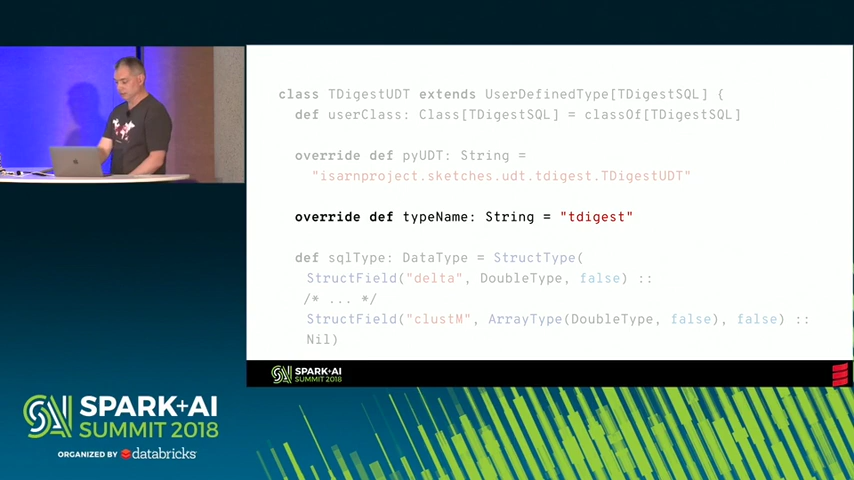 class TDigestUDT extends UserDefinedType[TDigestSQL] {
def userClass: Class[TDigestSQL] = classOf[TDigestSQL]
override def pyUDT: String =
"isarnproject.sketches.udt.tdigest.TDigestUDT"
override def typeName: String = "tdigest"
def sqlType: DataType = StructType(
StructField("delta", DoubleType, false) ::
/* ... */
StructField("clustM", ArrayType(DoubleType, false), false) ::
Nil)
SPARK+AI
SUMMIT 2018
SPARK+AI
SUMMIT 2018
ORGANIZED BY databricks